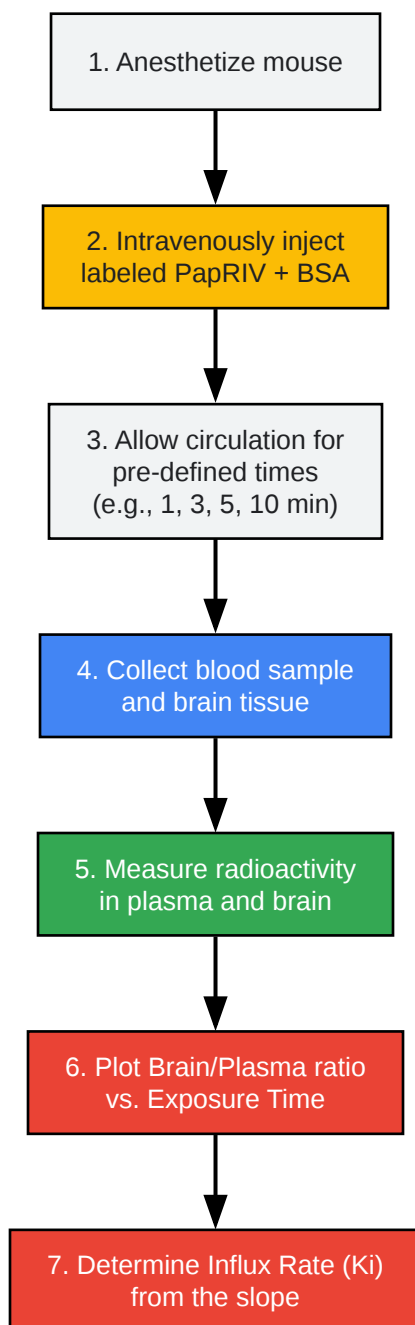 1. Anesthetize mouse
2. Intravenously inject
labeled PapRIV + BSA
3. Allow circulation for
pre-defined times
(e.g., 1, 3, 5, 10 min)
4. Collect blood sample
and brain tissue
5. Measure radioactivity
in plasma and brain
6. Plot Brain/Plasma ratio
vs. Exposure Time
7. Determine Influx Rate (Ki)
from the slope